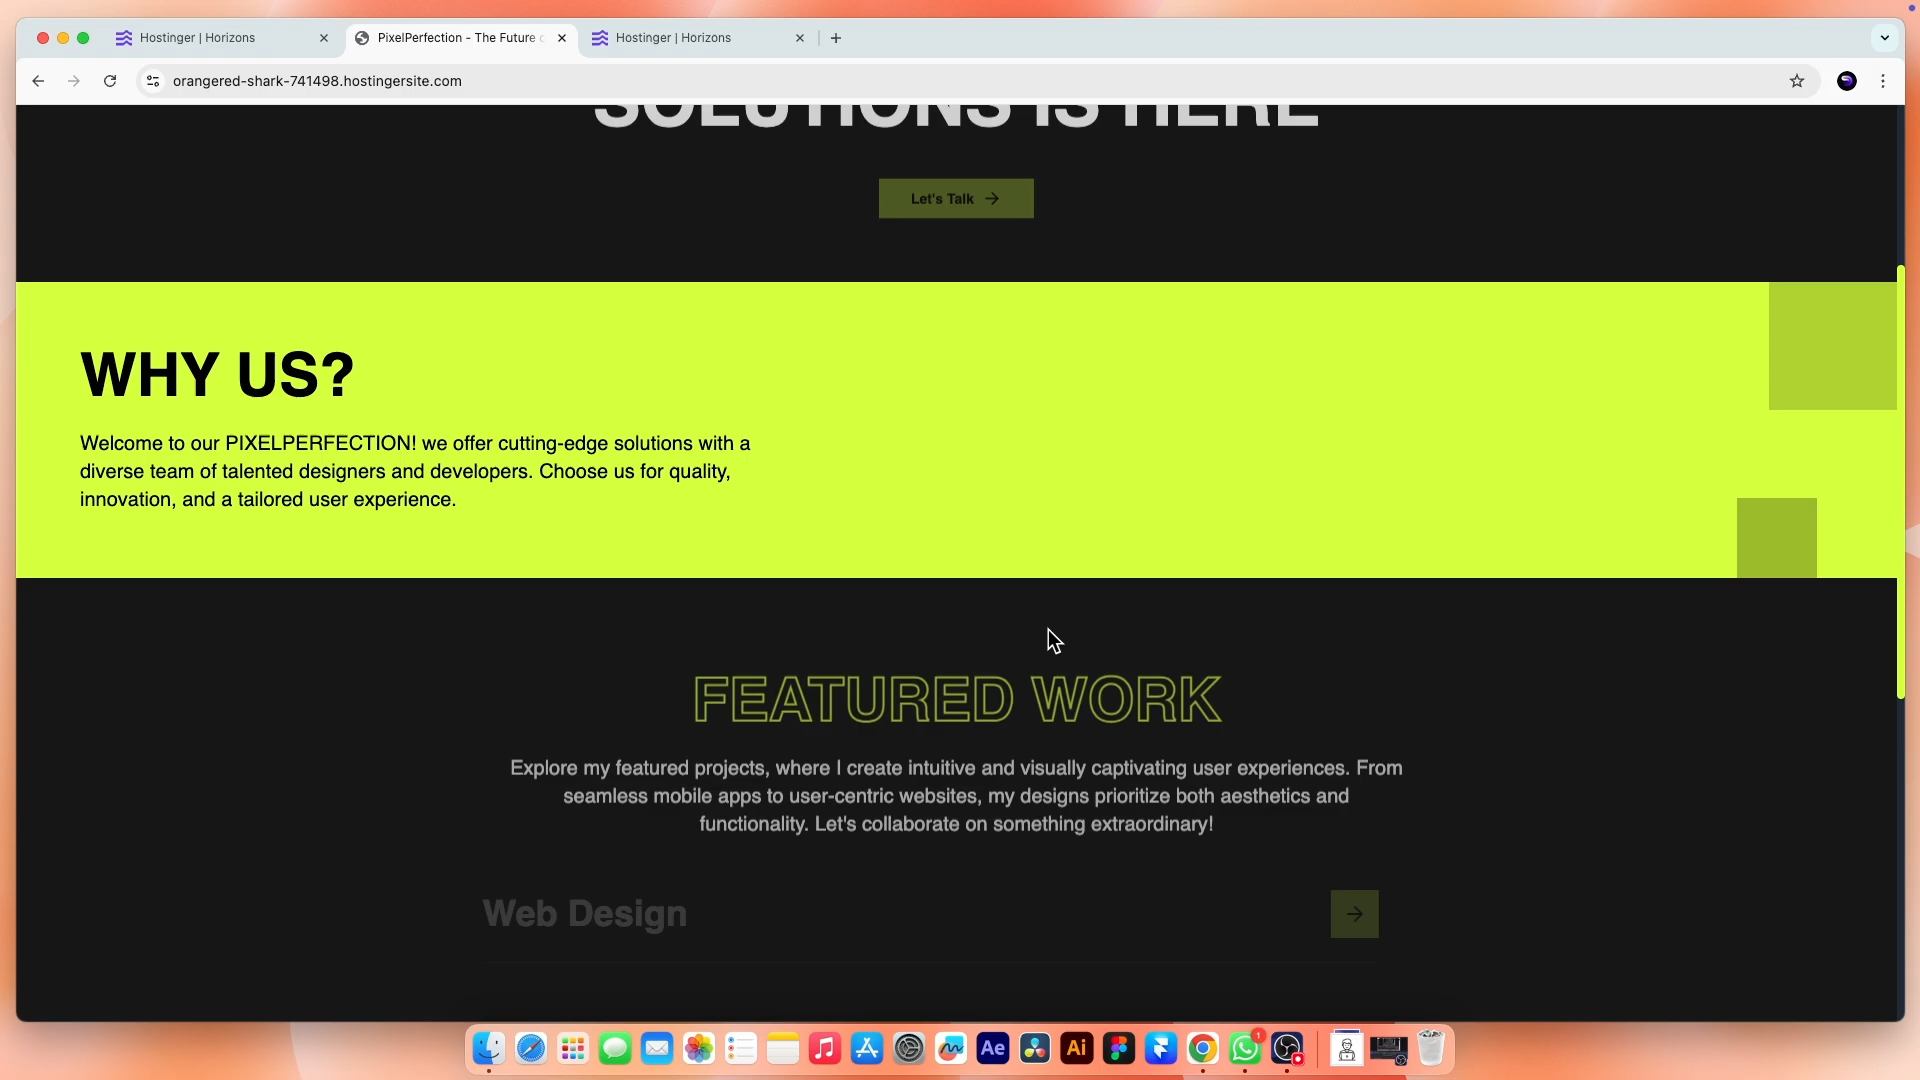 Hostinger | Horizons
PixelPerfection - The Future
Hostinger | Horizons
orangered-shark-741498.hostingersite.com
SOLUTIONS IS HERE
Let's Talk
WHY US?
Welcome to our PIXELPERFECTION! we offer cutting-edge solutions with a
diverse team of talented designers and developers. Choose us for quality,
innovation, and a tailored user experience.
FEATURED WORK
Explore my featured projects, where I create intuitive and visually captivating user experiences. From
seamless mobile apps to user-centric websites, my designs prioritize both aesthetics and
functionality. Let's collaborate on something extraordinary!
Web Design
Ae
Ai
1